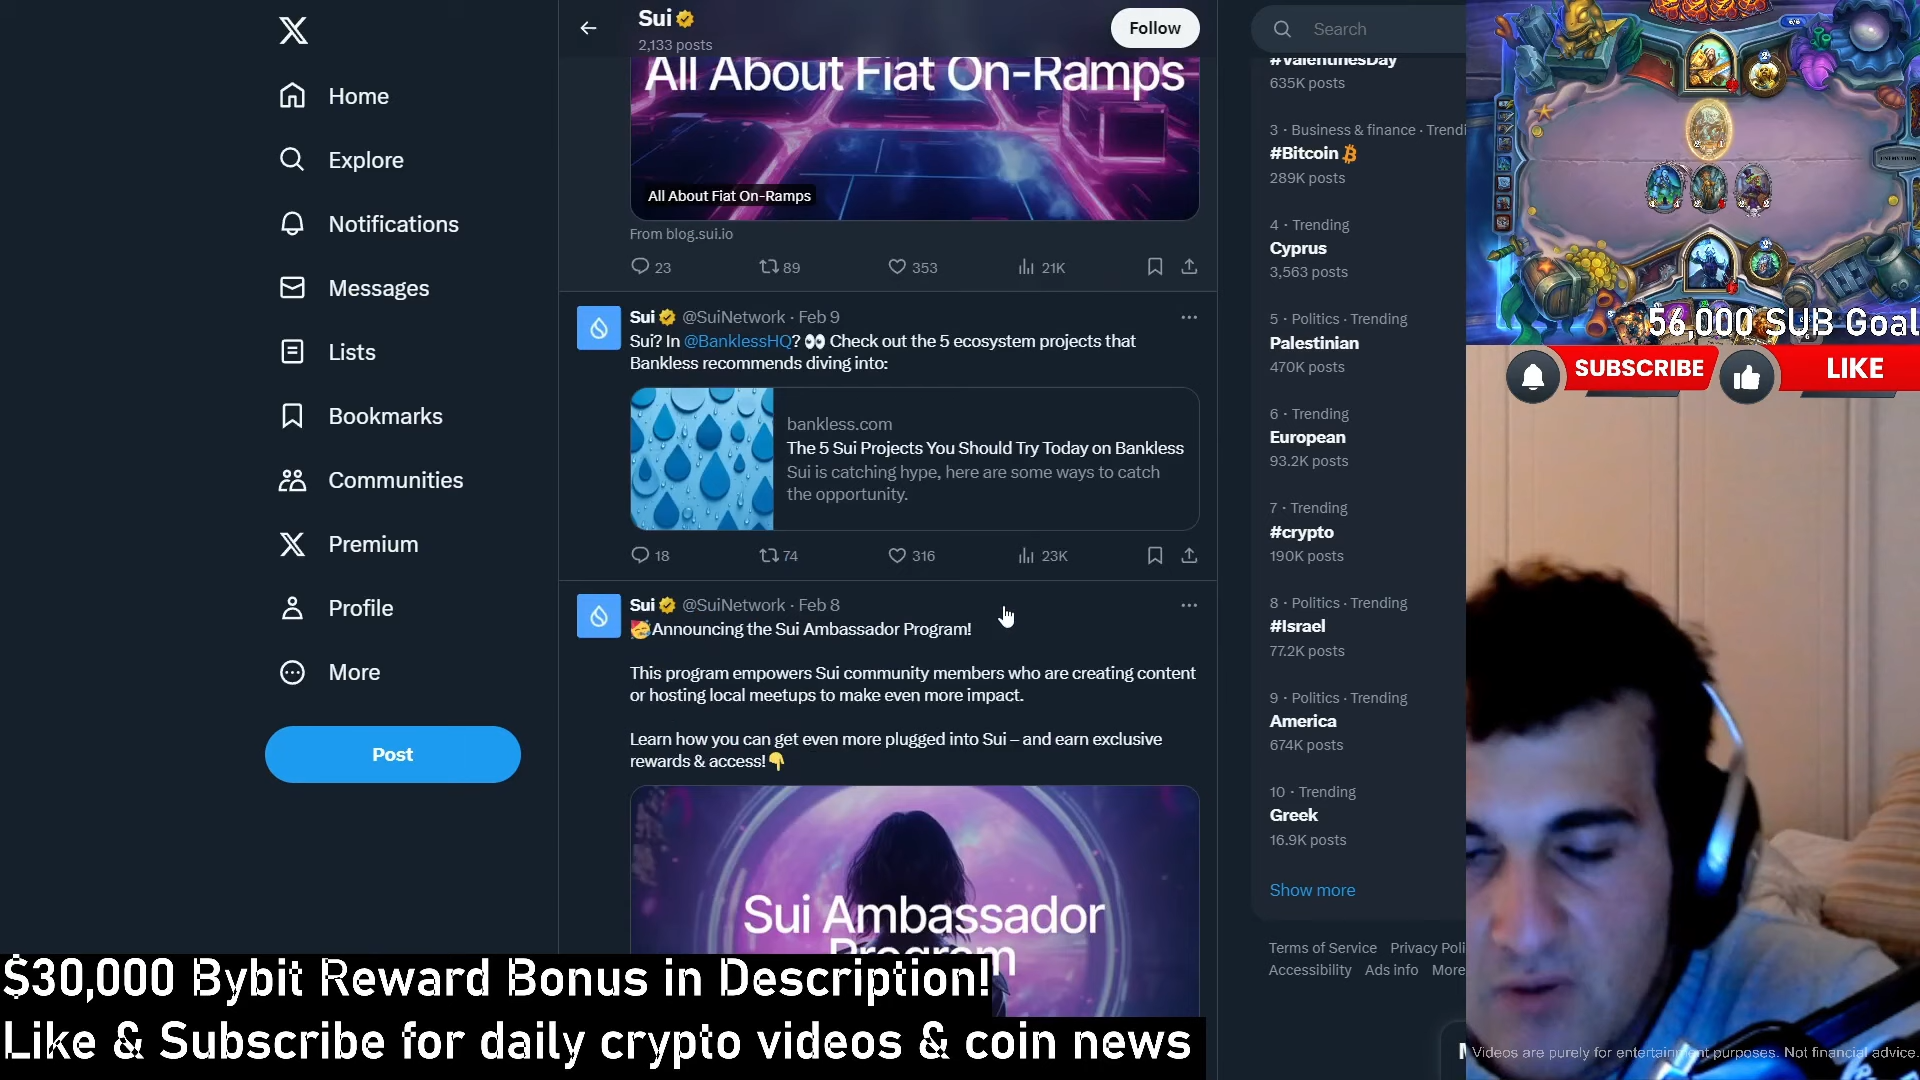 Home
Explore
Notifications
Messages
Lists
Bookmarks
Communities
Premium
Profile
More
Post
Sui
2,133 posts
Follow
All About Fiat On-Ramps
All About Fiat On-Ramps
From blog.sui.io
23 89 353 21K
Sui @SuiNetwork · Feb 9
Sui? In @BanklessHQ? 👀 Check out the 5 ecosystem projects that
Bankless recommends diving into:
bankless.com
The 5 Sui Projects You Should Try Today on Bankless
Sui is catching hype, here are some ways to catch
the opportunity.
18 74 316 23K
Sui @SuiNetwork · Feb 8
🥳Announcing the Sui Ambassador Program!
This program empowers Sui community members who are creating content
or hosting local meetups to make even more impact.
Learn how you can get even more plugged into Sui – and earn exclusive
rewards & access!👇
Sui Ambassador
Program
Search
#ValentinesDay
635K posts
3 · Business & finance · Trendi
#Bitcoin
289K posts
4 · Trending
Cyprus
3,563 posts
5 · Politics · Trending
Palestinian
470K posts
6 · Trending
European
93.2K posts
7 · Trending
#crypto
190K posts
8 · Politics · Trending
#Israel
77.2K posts
9 · Politics · Trending
America
674K posts
10 · Trending
Greek
16.9K posts
Show more
Terms of Service Privacy Poli
Accessibility Ads info More
56,000 SUB Goal
SUBSCRIBE
LIKE
$30,000 Bybit Reward Bonus in Description!
Like & Subscribe for daily crypto videos & coin news
Videos are purely for entertainment purposes. Not financial advice.